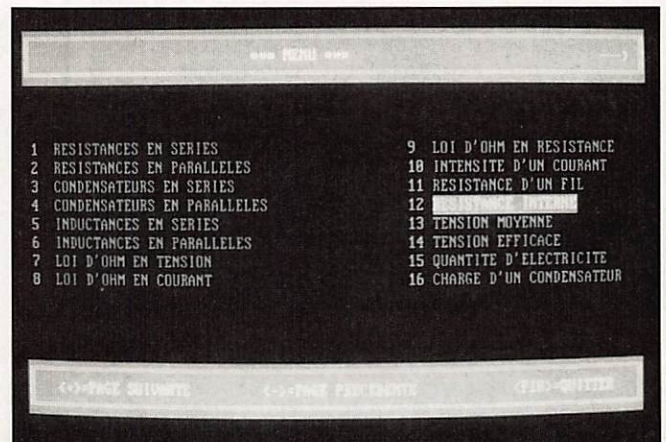 *** MENU *** --->
1 RESISTANCES EN SERIES
2 RESISTANCES EN PARALLELES
3 CONDENSATEURS EN SERIES
4 CONDENSATEURS EN PARALLELES
5 INDUCTANCES EN SERIES
6 INDUCTANCES EN PARALLELES
7 LOI D'OHM EN TENSION
8 LOI D'OHM EN COURANT
9 LOI D'OHM EN RESISTANCE
10 INTENSITE D'UN COURANT
11 RESISTANCE D'UN FIL
12 RESISTANCE INTERNE
13 TENSION MOYENNE
14 TENSION EFFICACE
15 QUANTITE D'ELECTRICITE
16 CHARGE D'UN CONDENSATEUR
<+>=PAGE SUIVANTE <->=PAGE PRECEDENTE <F10>=QUITTER